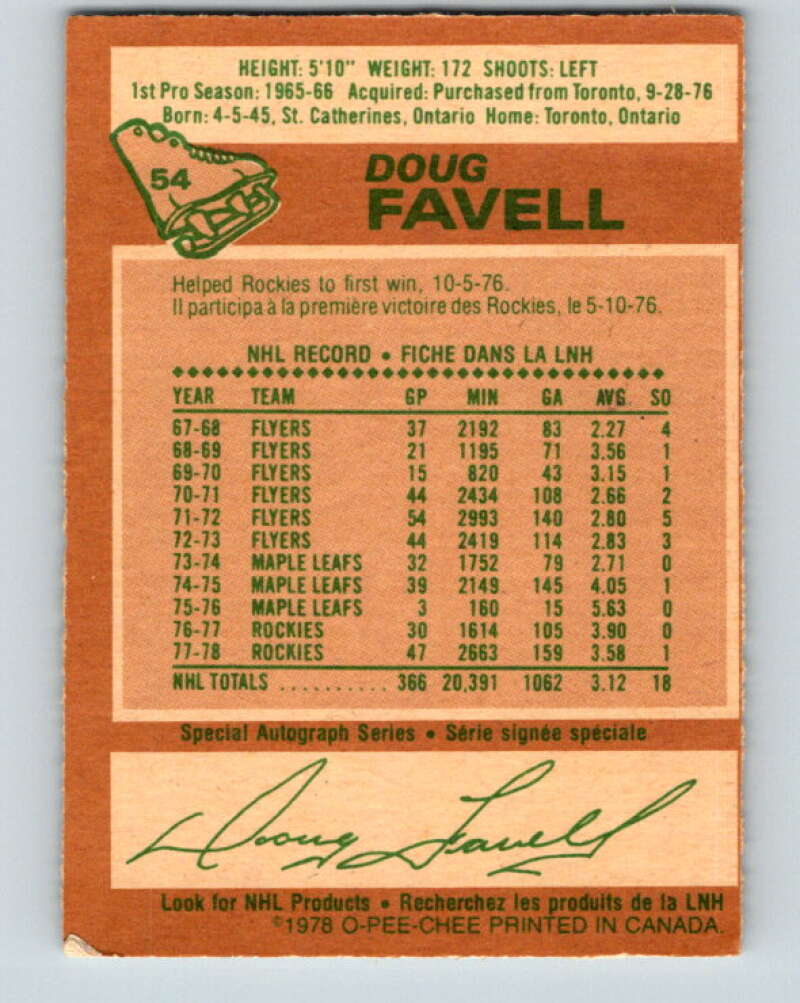 HEIGHT: 5'10" WEIGHT: 172 SHOOTS: LEFT
1st Pro Season: 1965-66 Acquired: Purchased from Toronto, 9-28-76
Born: 4-5-45, St. Catherines, Ontario Home: Toronto, Ontario
54
DOUG
FAVELL
Helped Rockies to first win, 10-5-76.
Il participa à la première victoire des Rockies, le 5-10-76.
NHL RECORD • FICHE DANS LA LNH
YEAR TEAM GP MIN GA AVG. SO
67-68 FLYERS 37 2192 83 2.27 4
68-69 FLYERS 21 1195 71 3.56 1
69-70 FLYERS 15 820 43 3.15 1
70-71 FLYERS 44 2434 108 2.66 2
71-72 FLYERS 54 2993 140 2.80 5
72-73 FLYERS 44 2419 114 2.83 3
73-74 MAPLE LEAFS 32 1752 79 2.71 0
74-75 MAPLE LEAFS 39 2149 145 4.05 1
75-76 MAPLE LEAFS 3 160 15 5.63 0
76-77 ROCKIES 30 1614 105 3.90 0
77-78 ROCKIES 47 2663 159 3.58 1
NHL TOTALS .......... 366 20,391 1062 3.12 18
Special Autograph Series • Série signée spéciale
Doug Favell
Look for NHL Products • Recherchez les produits de la LNH
©1978 O-PEE-CHEE PRINTED IN CANADA.